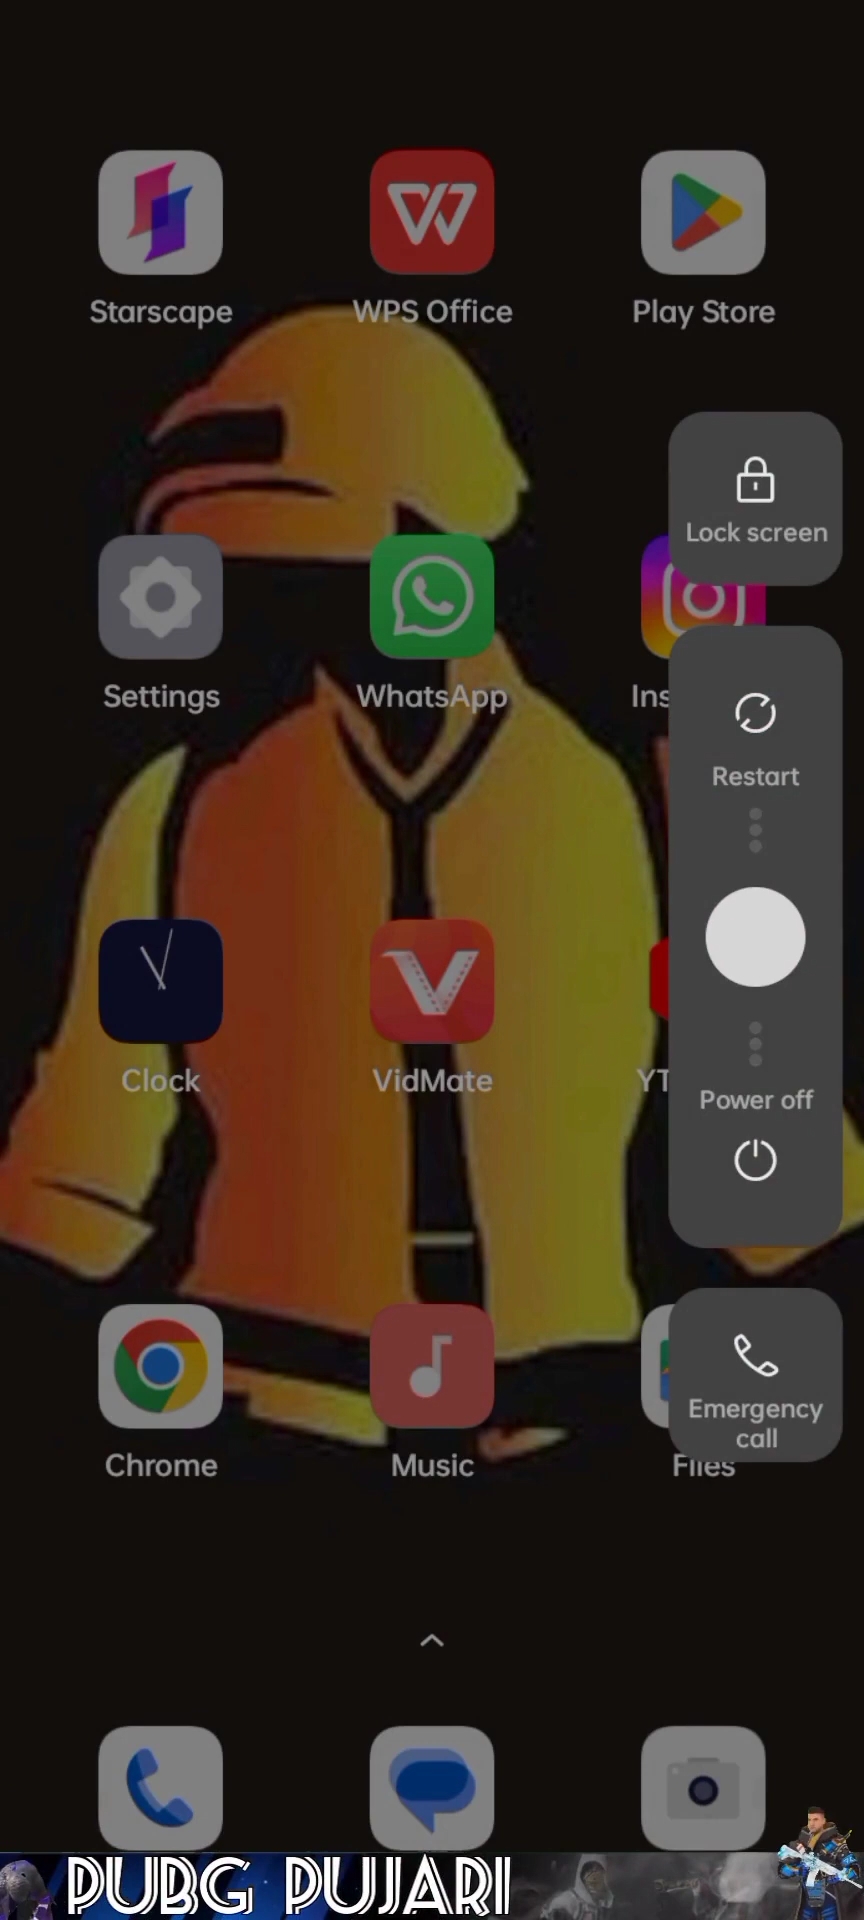 Starscape
WPS Office
Play Store
Lock screen
Settings
WhatsApp
Ins
Restart
Clock
VidMate
YT
Power off
Chrome
Music
Files
Emergency
call
PUBG PUJARI